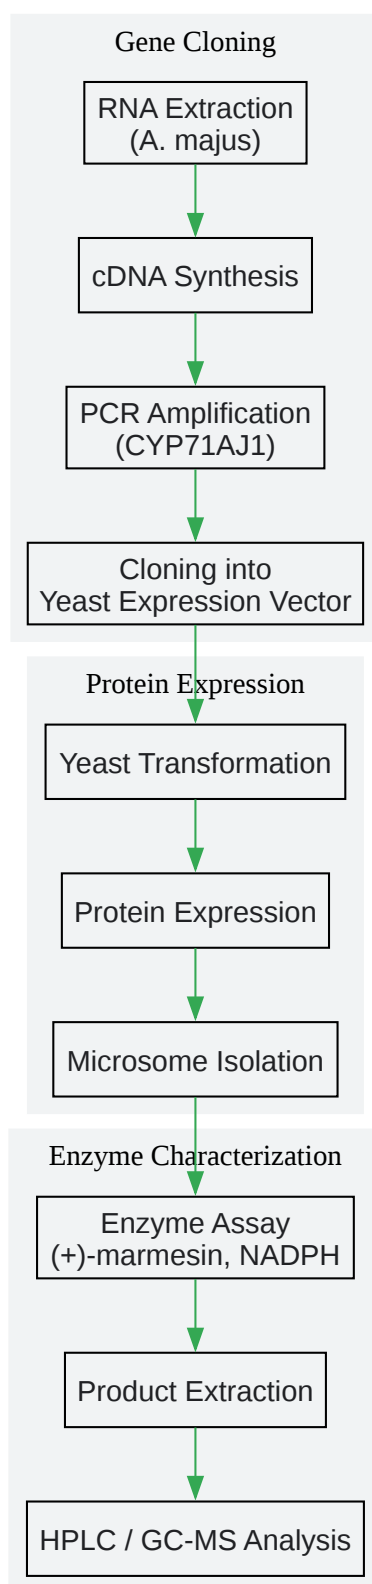 Gene Cloning
RNA Extraction
(A. majus)
cDNA Synthesis
PCR Amplification
(CYP71AJ1)
Cloning into
Yeast Expression Vector
Protein Expression
Yeast Transformation
Protein Expression
Microsome Isolation
Enzyme Characterization
Enzyme Assay
(+)-marmesin, NADPH
Product Extraction
HPLC / GC-MS Analysis